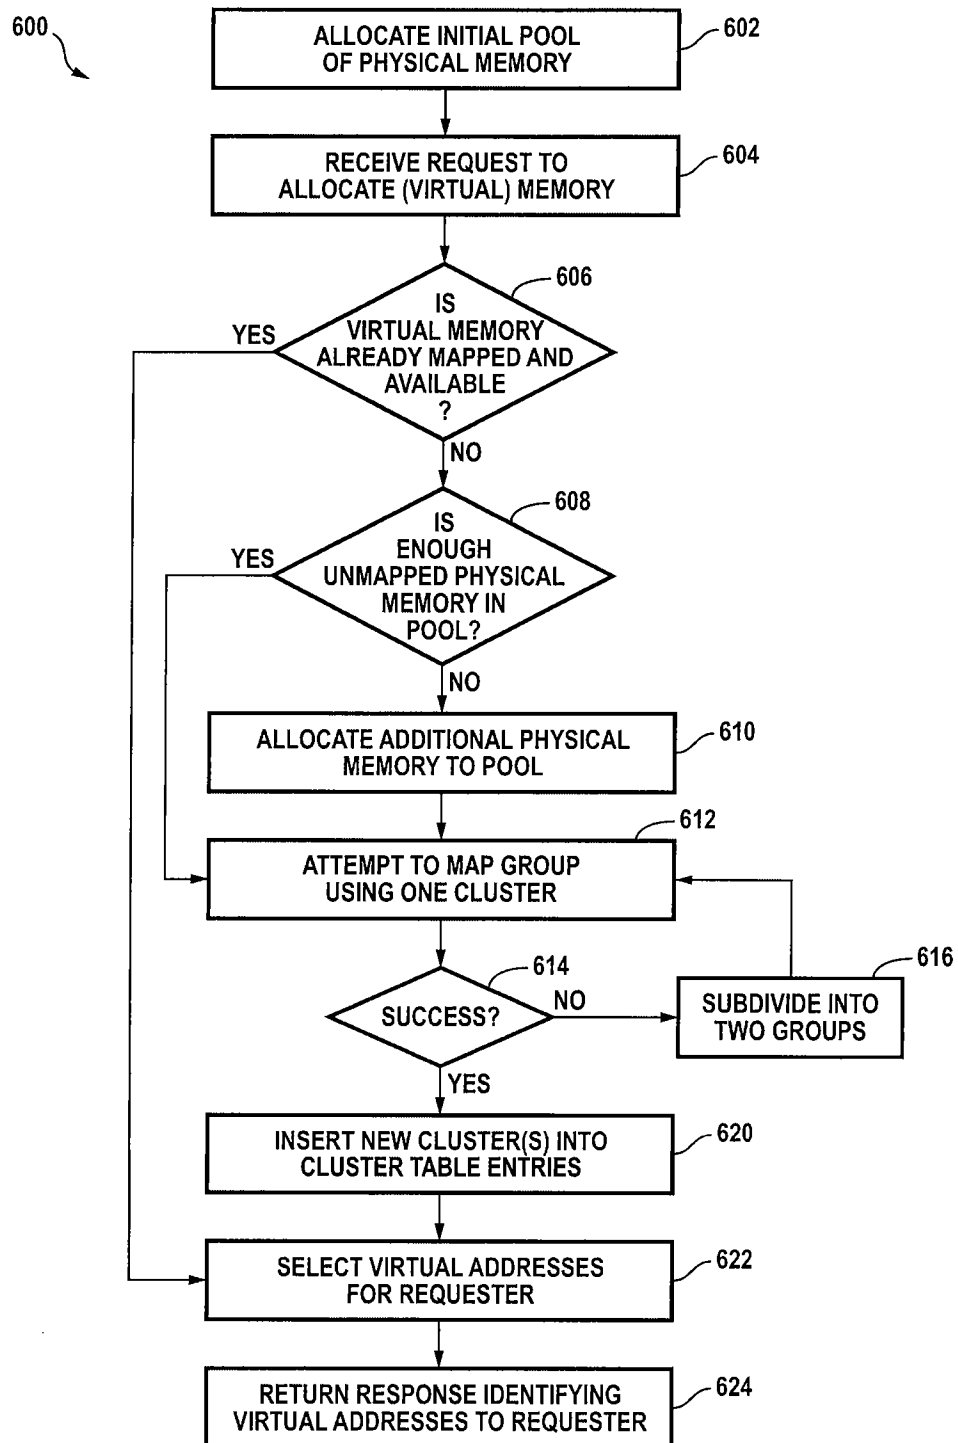 600
ALLOCATE INITIAL POOL
OF PHYSICAL MEMORY
602
RECEIVE REQUEST TO
ALLOCATE (VIRTUAL) MEMORY
604
606
IS
VIRTUAL MEMORY
ALREADY MAPPED AND
AVAILABLE
?
YES
NO
608
IS
ENOUGH
UNMAPPED PHYSICAL
MEMORY IN
POOL?
YES
NO
ALLOCATE ADDITIONAL PHYSICAL
MEMORY TO POOL
610
612
ATTEMPT TO MAP GROUP
USING ONE CLUSTER
614
SUCCESS?
NO
616
SUBDIVIDE INTO
TWO GROUPS
YES
INSERT NEW CLUSTER(S) INTO
CLUSTER TABLE ENTRIES
620
SELECT VIRTUAL ADDRESSES
FOR REQUESTER
622
RETURN RESPONSE IDENTIFYING
VIRTUAL ADDRESSES TO REQUESTER
624